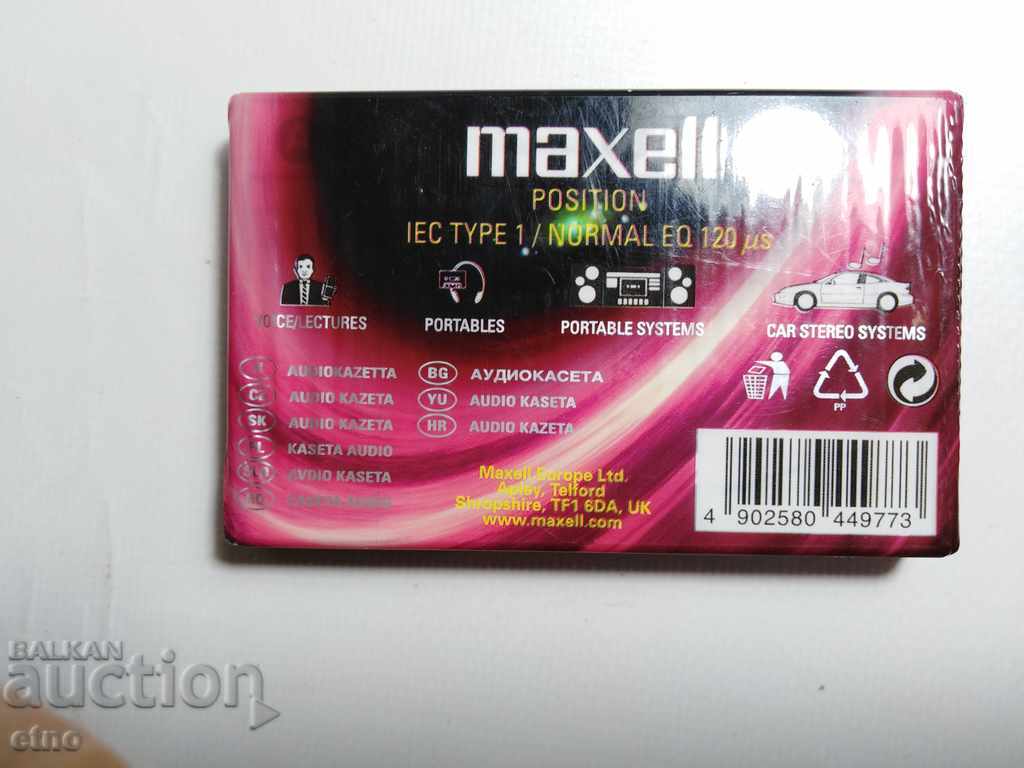 maxell
POSITION
IEC TYPE 1 / NORMAL EQ 120 µs
VOICE/LECTURES
PORTABLES
PORTABLE SYSTEMS
CAR STEREO SYSTEMS
AUDIOKAZETTA
AUDIO KAZETA
SK AUDIO KAZETA
KASETA AUDIO
AVDIO KASETA
BG АУДИОКАСЕТА
YU AUDIO KASETA
HR AUDIO KAZETA
PP
Maxell Europe Ltd.
Apley, Telford
Shropshire, TF1 6DA, UK
www.maxell.com
4 902580 449773
BALKAN
auction
etno